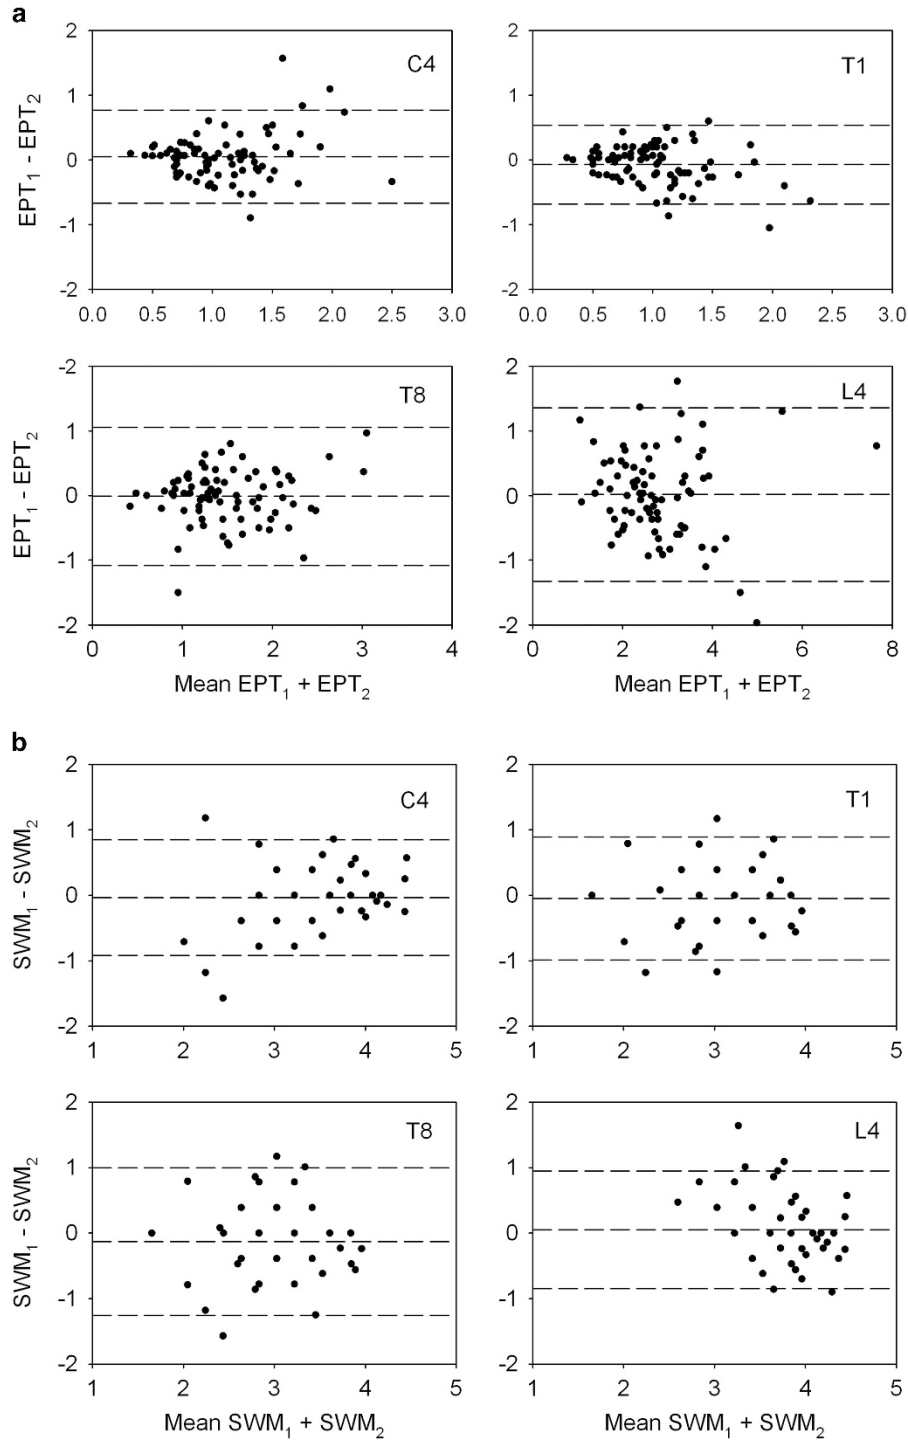 a
C4
T1
2
1
0
-1
-2
EPT1 - EPT2
0.0 0.5 1.0 1.5 2.0 2.5 3.0
2
1
0
-1
-2
0.0 0.5 1.0 1.5 2.0 2.5 3.0
T8
L4
-2
1
0
-1
-2
EPT1 - EPT2
0 1 2 3 4
Mean EPT1 + EPT2
2
1
0
-1
-2
0 2 4 6 8
Mean EPT1 + EPT2
b
C4
T1
2
1
0
-1
-2
SWM1 - SWM2
1 2 3 4 5
2
1
0
-1
-2
1 2 3 4 5
T8
L4
2
1
0
-1
-2
SWM1 - SWM2
1 2 3 4 5
Mean SWM1 + SWM2
2
1
0
-1
-2
1 2 3 4 5
Mean SWM1 + SWM2